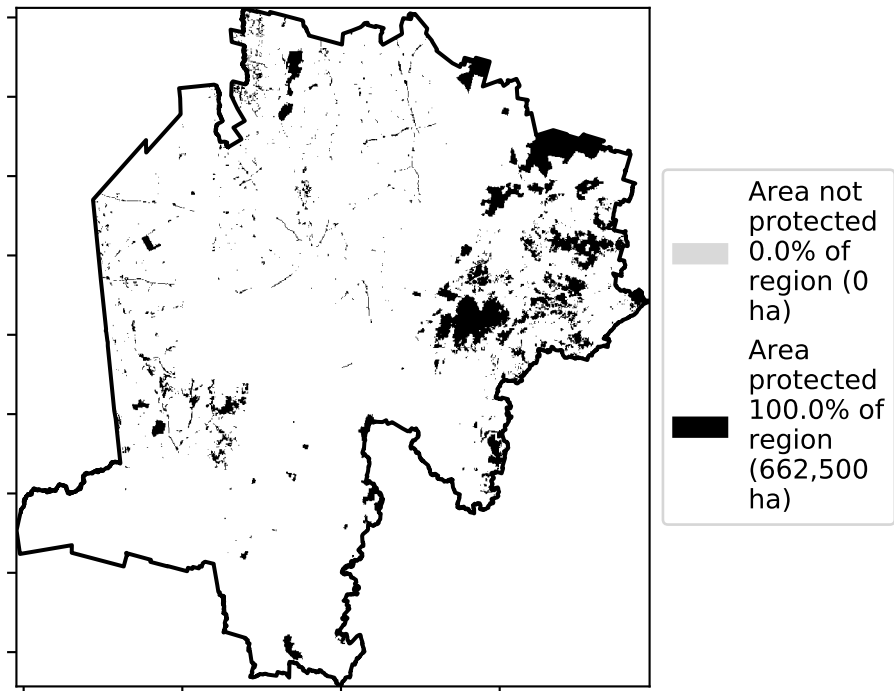 Area not
protected
0.0% of
region (0
ha)
Area
protected
100.0% of
region
(662,500
ha)